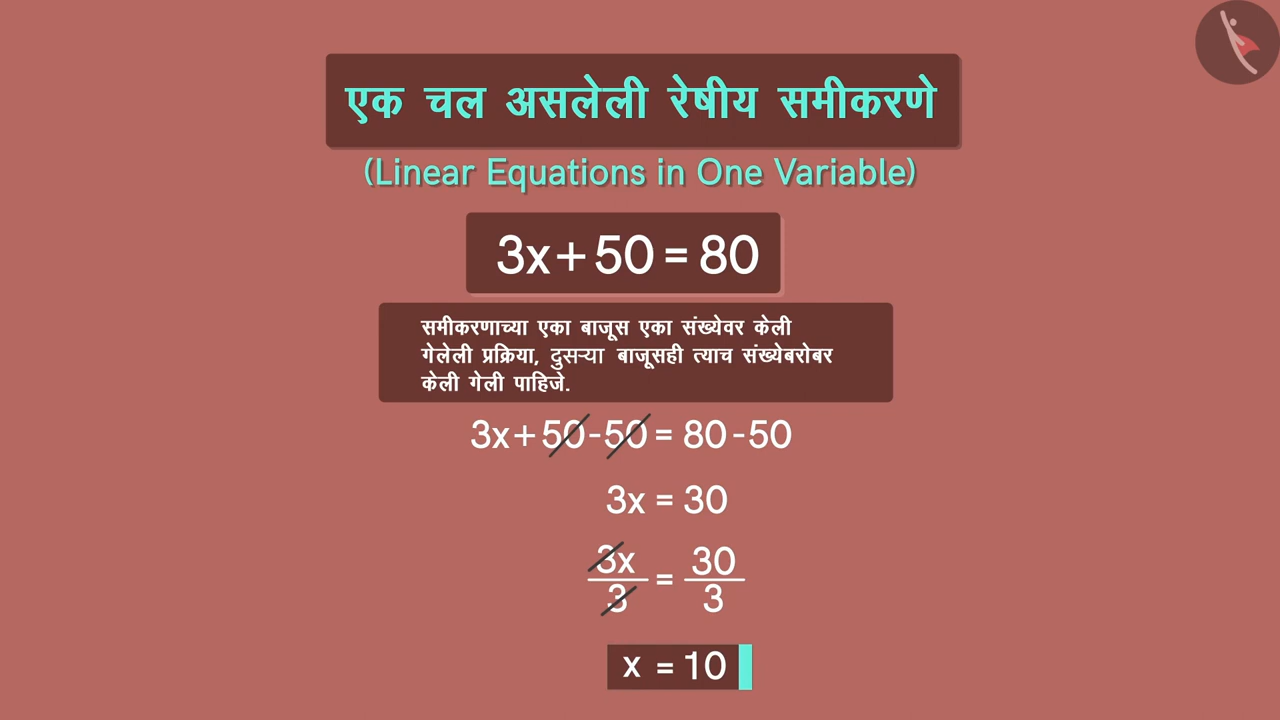 एक चल असलेली रेषीय समीकरणे
(Linear Equations in One Variable)
3x+50=80
समीकरणाच्या एका बाजूस एका संख्येवर केली
गेलेली प्रक्रिया, दुसऱ्या बाजूसही त्याच संख्येबरोबर
केली गेली पाहिजे.
3x+50-50=80-50
3x=30
3x/3=30/3
x=10